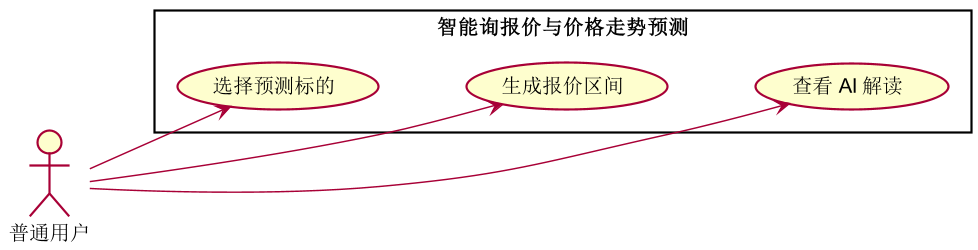 智能询报价与价格走势预测
选择预测标的
生成报价区间
查看 AI 解读
普通用户